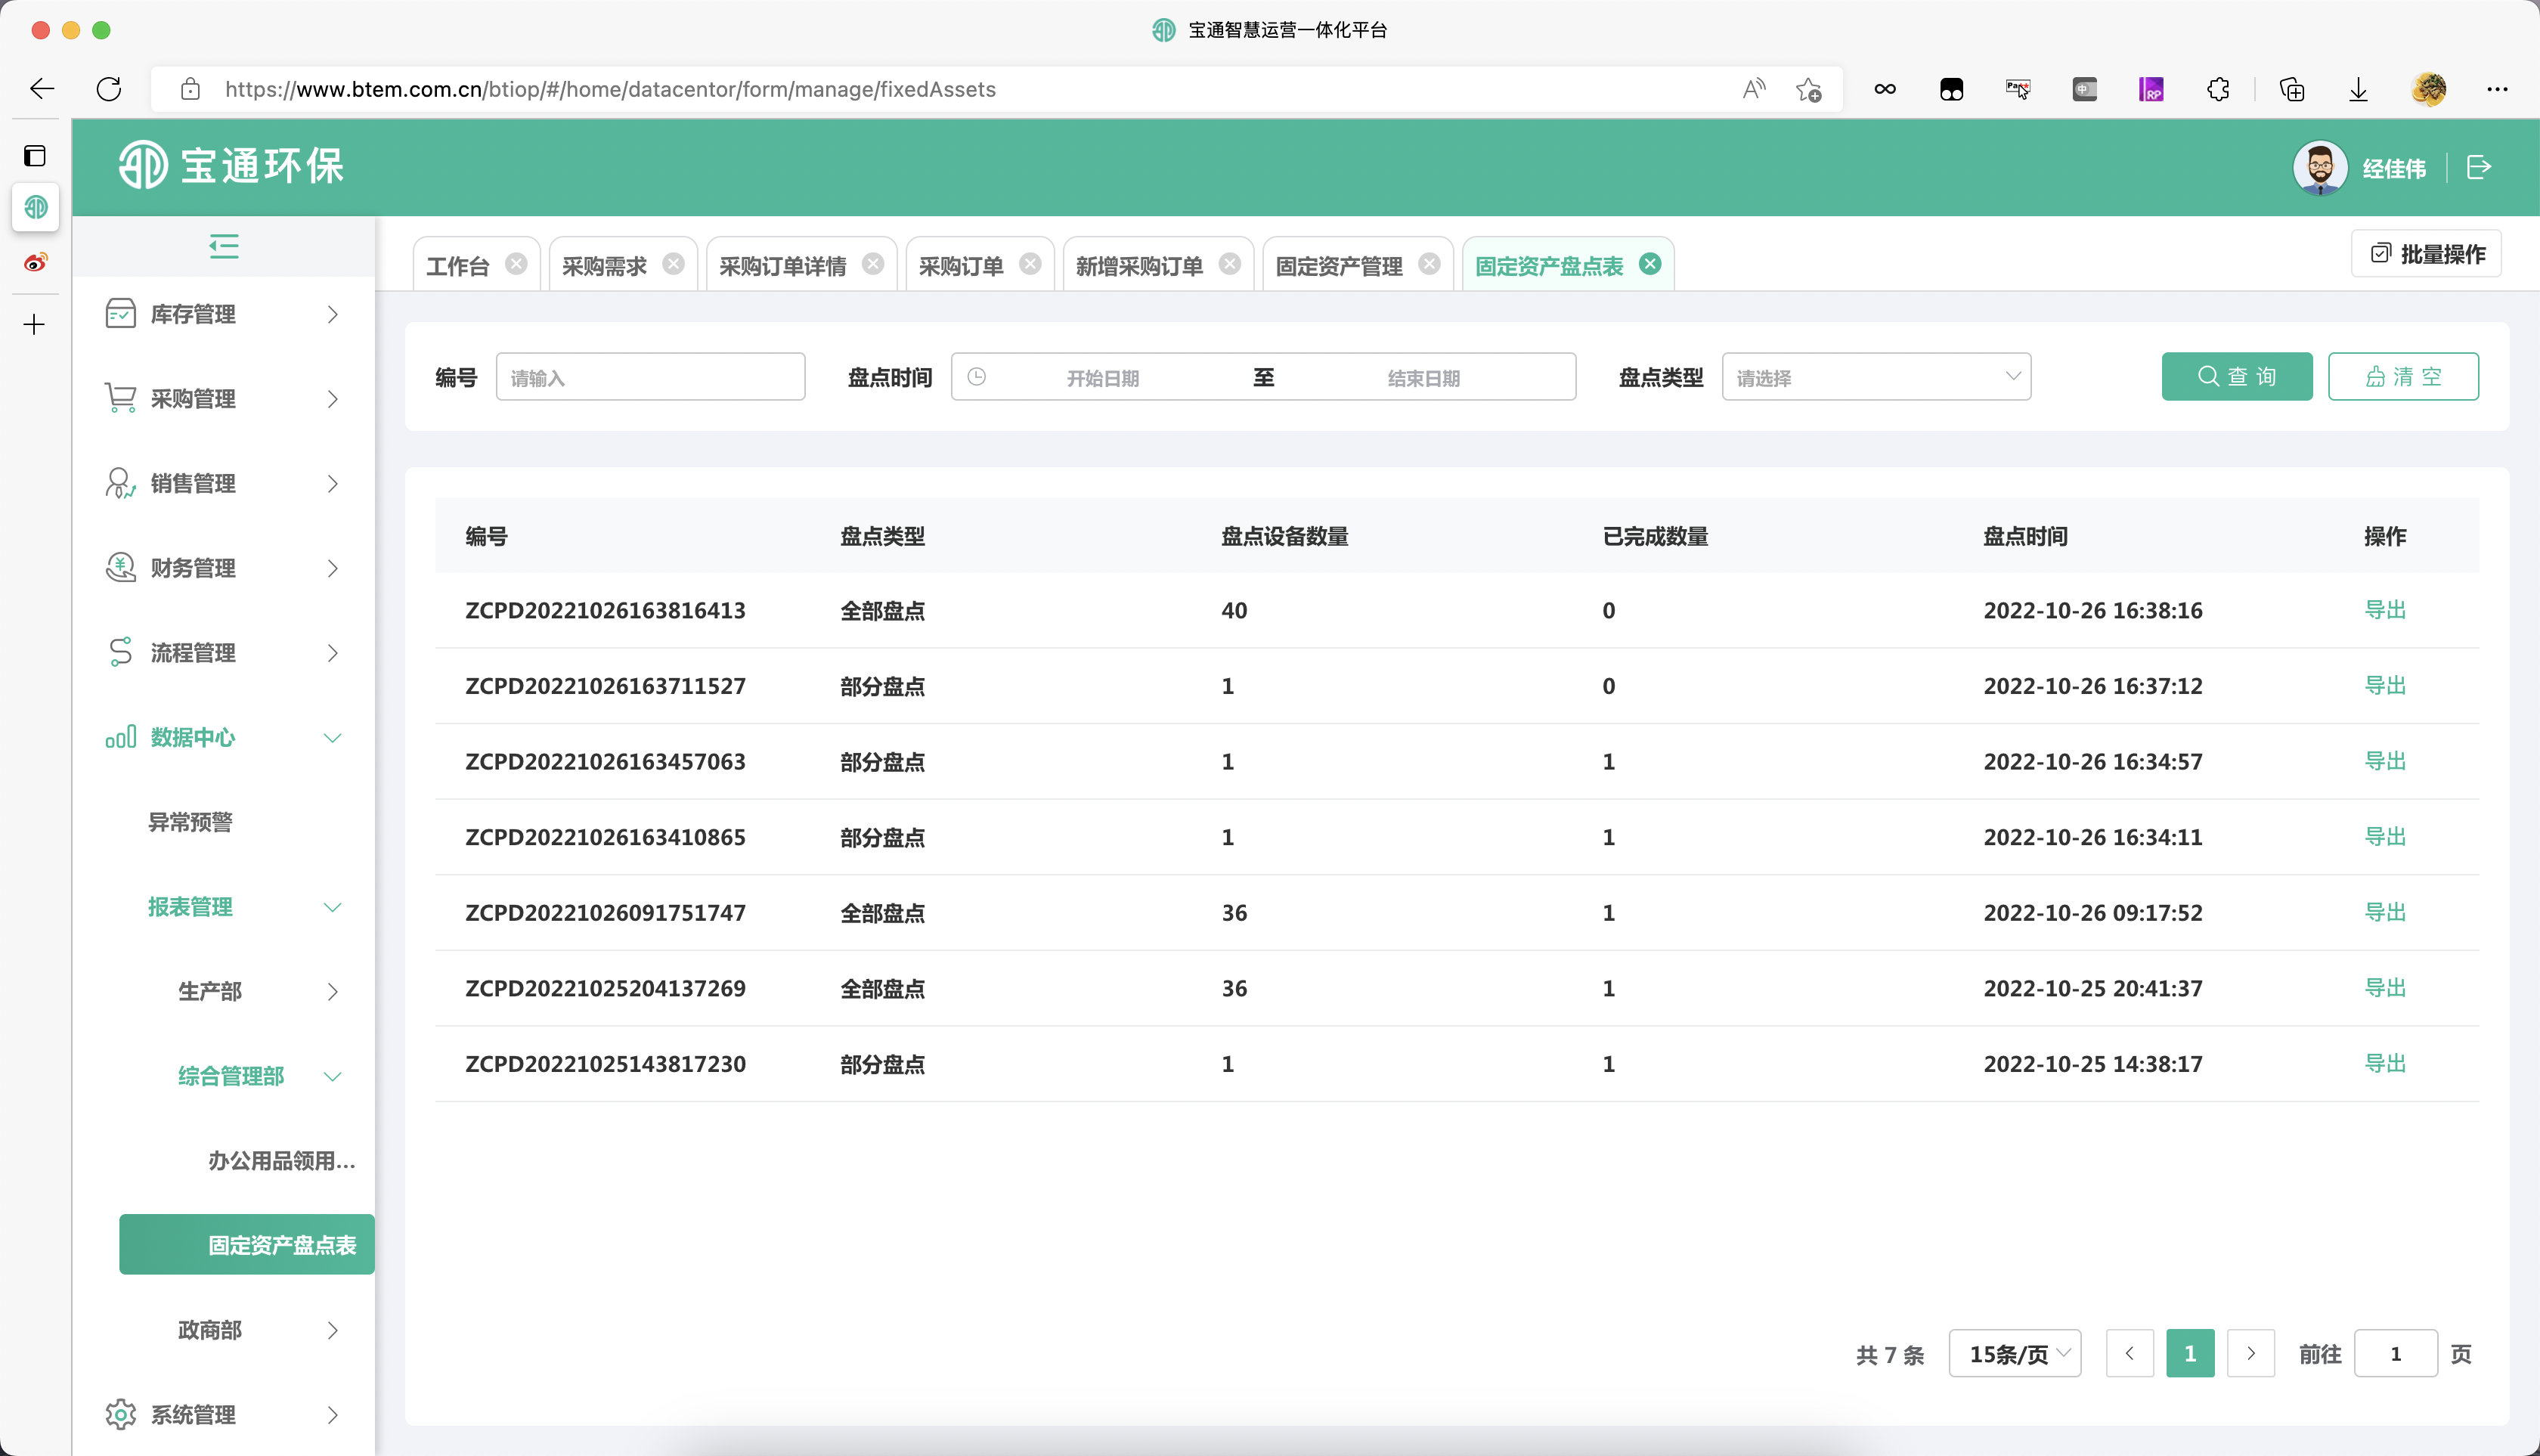 宝通智慧运营一体化平台
https://www.btem.com.cn/btiop/#/home/datacentor/form/manage/fixedAssets
宝通环保
经佳伟
工作台
采购需求
采购订单详情
采购订单
新增采购订单
固定资产管理
固定资产盘点表
批量操作
库存管理
采购管理
销售管理
财务管理
流程管理
数据中心
异常预警
报表管理
生产部
综合管理部
办公用品领用...
固定资产盘点表
政商部
系统管理
编号 请输入 盘点时间 开始日期 至 结束日期 盘点类型 请选择 查 询 清 空
编号 盘点类型 盘点设备数量 已完成数量 盘点时间 操作
ZCPD20221026163816413 全部盘点 40 0 2022-10-26 16:38:16 导出
ZCPD20221026163711527 部分盘点 1 0 2022-10-26 16:37:12 导出
ZCPD20221026163457063 部分盘点 1 1 2022-10-26 16:34:57 导出
ZCPD20221026163410865 部分盘点 1 1 2022-10-26 16:34:11 导出
ZCPD20221026091751747 全部盘点 36 1 2022-10-26 09:17:52 导出
ZCPD20221025204137269 全部盘点 36 1 2022-10-25 20:41:37 导出
ZCPD20221025143817230 部分盘点 1 1 2022-10-25 14:38:17 导出
共 7 条 15条/页 1 前往 1 页